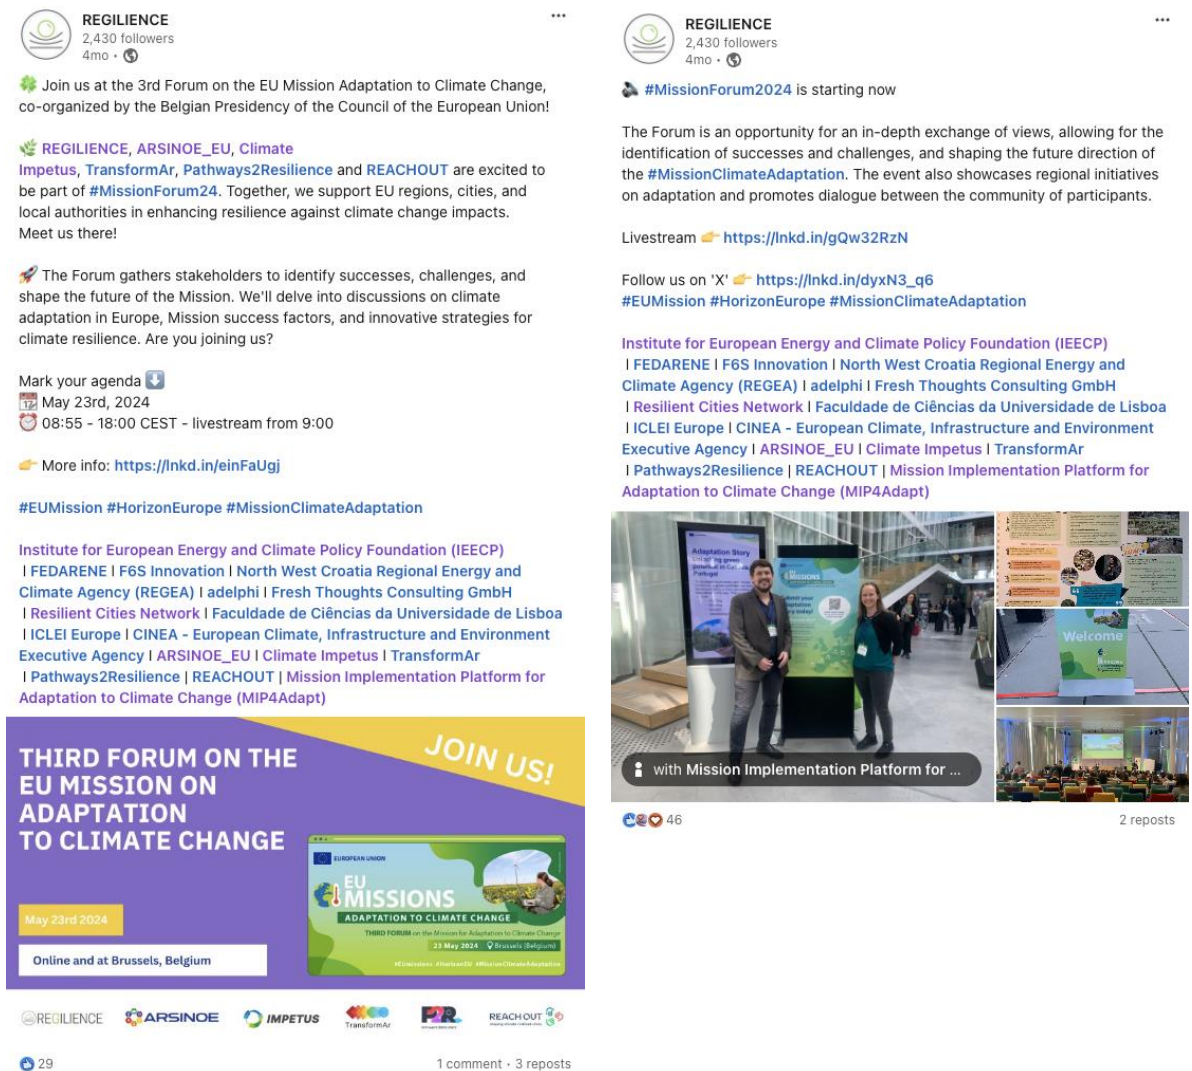 REGILIENCE
2,430 followers
4mo •
Join us at the 3rd Forum on the EU Mission Adaptation to Climate Change,
co-organized by the Belgian Presidency of the Council of the European Union!
REGILIENCE, ARSINOE_EU, Climate
Impetus, TransformAr, Pathways2Resilience and REACHOUT are excited to
be part of #MissionForum24. Together, we support EU regions, cities, and
local authorities in enhancing resilience against climate change impacts.
Meet us there!
The Forum gathers stakeholders to identify successes, challenges, and
shape the future of the Mission. We'll delve into discussions on climate
adaptation in Europe, Mission success factors, and innovative strategies for
climate resilience. Are you joining us?
Mark your agenda
May 23rd, 2024
08:55 - 18:00 CEST - livestream from 9:00
More info: https://lnkd.in/einFaUgj
#EUMission #HorizonEurope #MissionClimateAdaptation
Institute for European Energy and Climate Policy Foundation (IEECP)
| FEDARENE | F6S Innovation | North West Croatia Regional Energy and
Climate Agency (REGEA) | adelphi | Fresh Thoughts Consulting GmbH
| Resilient Cities Network | Faculdade de Ciências da Universidade de Lisboa
| ICLEI Europe | CINEA - European Climate, Infrastructure and Environment
Executive Agency | ARSINOE_EU | Climate Impetus | TransformAr
| Pathways2Resilience | REACHOUT | Mission Implementation Platform for
Adaptation to Climate Change (MIP4Adapt)
JOIN US!
THIRD FORUM ON THE
EU MISSION ON
ADAPTATION
TO CLIMATE CHANGE
May 23rd 2024
Online and at Brussels, Belgium
EUROPEAN UNION
EU
MISSIONS
ADAPTATION TO CLIMATE CHANGE
THIRD FORUM on the Mission for Adaptation to Climate Change
23 May 2024 Brussels (Belgium)
#EUmissions #HorizonEU #MissionClimateAdaptation
REGILIENCE
ARSINOE
IMPETUS
TransformAr
P2R
REACHOUT
29
1 comment • 3 reposts
REGILIENCE
2,430 followers
4mo •
#MissionForum2024 is starting now
The Forum is an opportunity for an in-depth exchange of views, allowing for the
identification of successes and challenges, and shaping the future direction of
the #MissionClimateAdaptation. The event also showcases regional initiatives
on adaptation and promotes dialogue between the community of participants.
Livestream https://lnkd.in/gQw32RzN
Follow us on 'X' https://lnkd.in/dyxN3_q6
#EUMission #HorizonEurope #MissionClimateAdaptation
Institute for European Energy and Climate Policy Foundation (IEECP)
| FEDARENE | F6S Innovation | North West Croatia Regional Energy and
Climate Agency (REGEA) | adelphi | Fresh Thoughts Consulting GmbH
| Resilient Cities Network | Faculdade de Ciências da Universidade de Lisboa
| ICLEI Europe | CINEA - European Climate, Infrastructure and Environment
Executive Agency | ARSINOE_EU | Climate Impetus | TransformAr
| Pathways2Resilience | REACHOUT | Mission Implementation Platform for
Adaptation to Climate Change (MIP4Adapt)
Adaptation Story
EU
MISSIONS
Welcome
with Mission Implementation Platform for ...
46
2 reposts